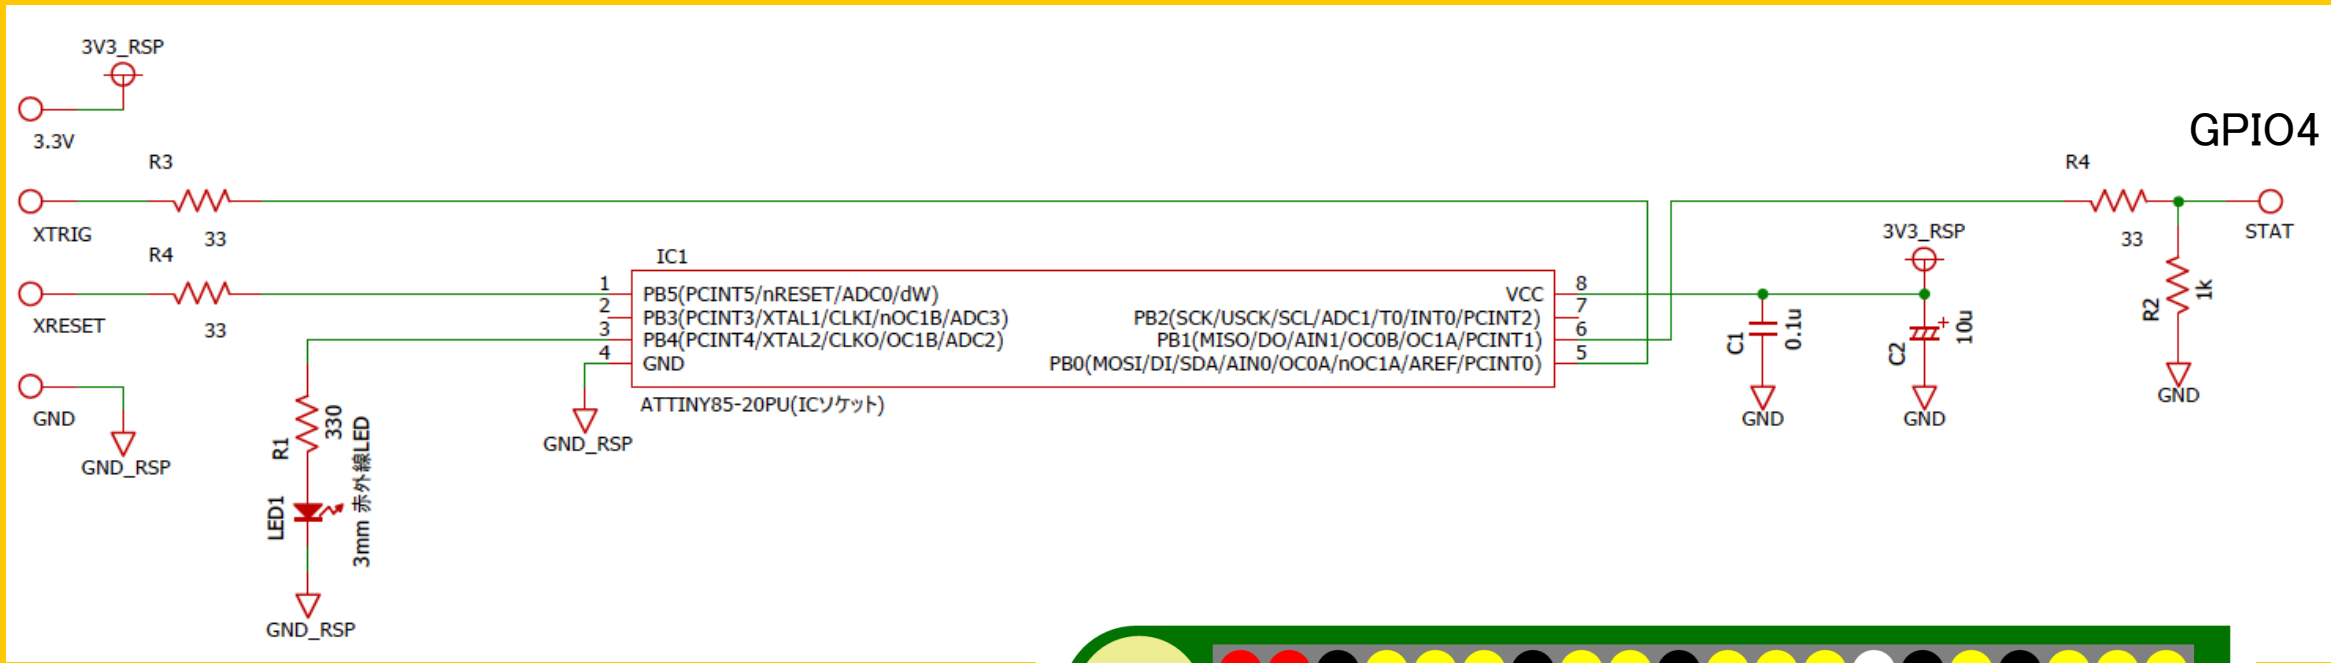 3V3_RSP
3.3V
GPIO4
R3
R4
XTRIG
33
33
STAT
R4
3V3_RSP
IC1
XRESET
33
1
PB5(PCINT5/nRESET/ADC0/dW)
VCC
8
2
PB3(PCINT3/XTAL1/CLKI/nOC1B/ADC3)
PB2(SCK/USCK/SCL/ADC1/T0/INT0/PCINT2)
7
3
PB4(PCINT4/XTAL2/CLKO/OC1B/ADC2)
PB1(MISO/DO/AIN1/OC0B/OC1A/PCINT1)
6
4
GND
PB0(MOSI/DI/SDA/AIN0/OC0A/nOC1A/AREF/PCINT0)
5
ATTINY85-20PU(ICソケット)
C1
0.1u
C2
+
10u
R2
1k
GND
GND
GND
GND
GND_RSP
GND_RSP
R1
330
LED1
3mm 赤外線LED
GND_RSP